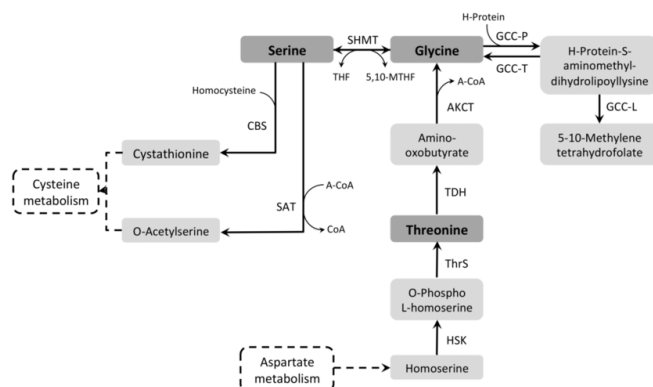 H-Protein
SHMT
GCC-P
Serine
Glycine
THF
5,10-MTHF
GCC-T
H-Protein-S-
aminomethyl-
dihydrolipoyllysine
A-CoA
Homocysteine
AKCT
GCC-L
CBS
Amino-
oxobutyrate
5-10-Methylene
tetrahydrofolate
Cystathionine
Cysteine
metabolism
A-CoA
TDH
SAT
O-Acetylserine
CoA
Threonine
ThrS
O-Phospho
L-homoserine
HSK
Aspartate
metabolism
Homoserine